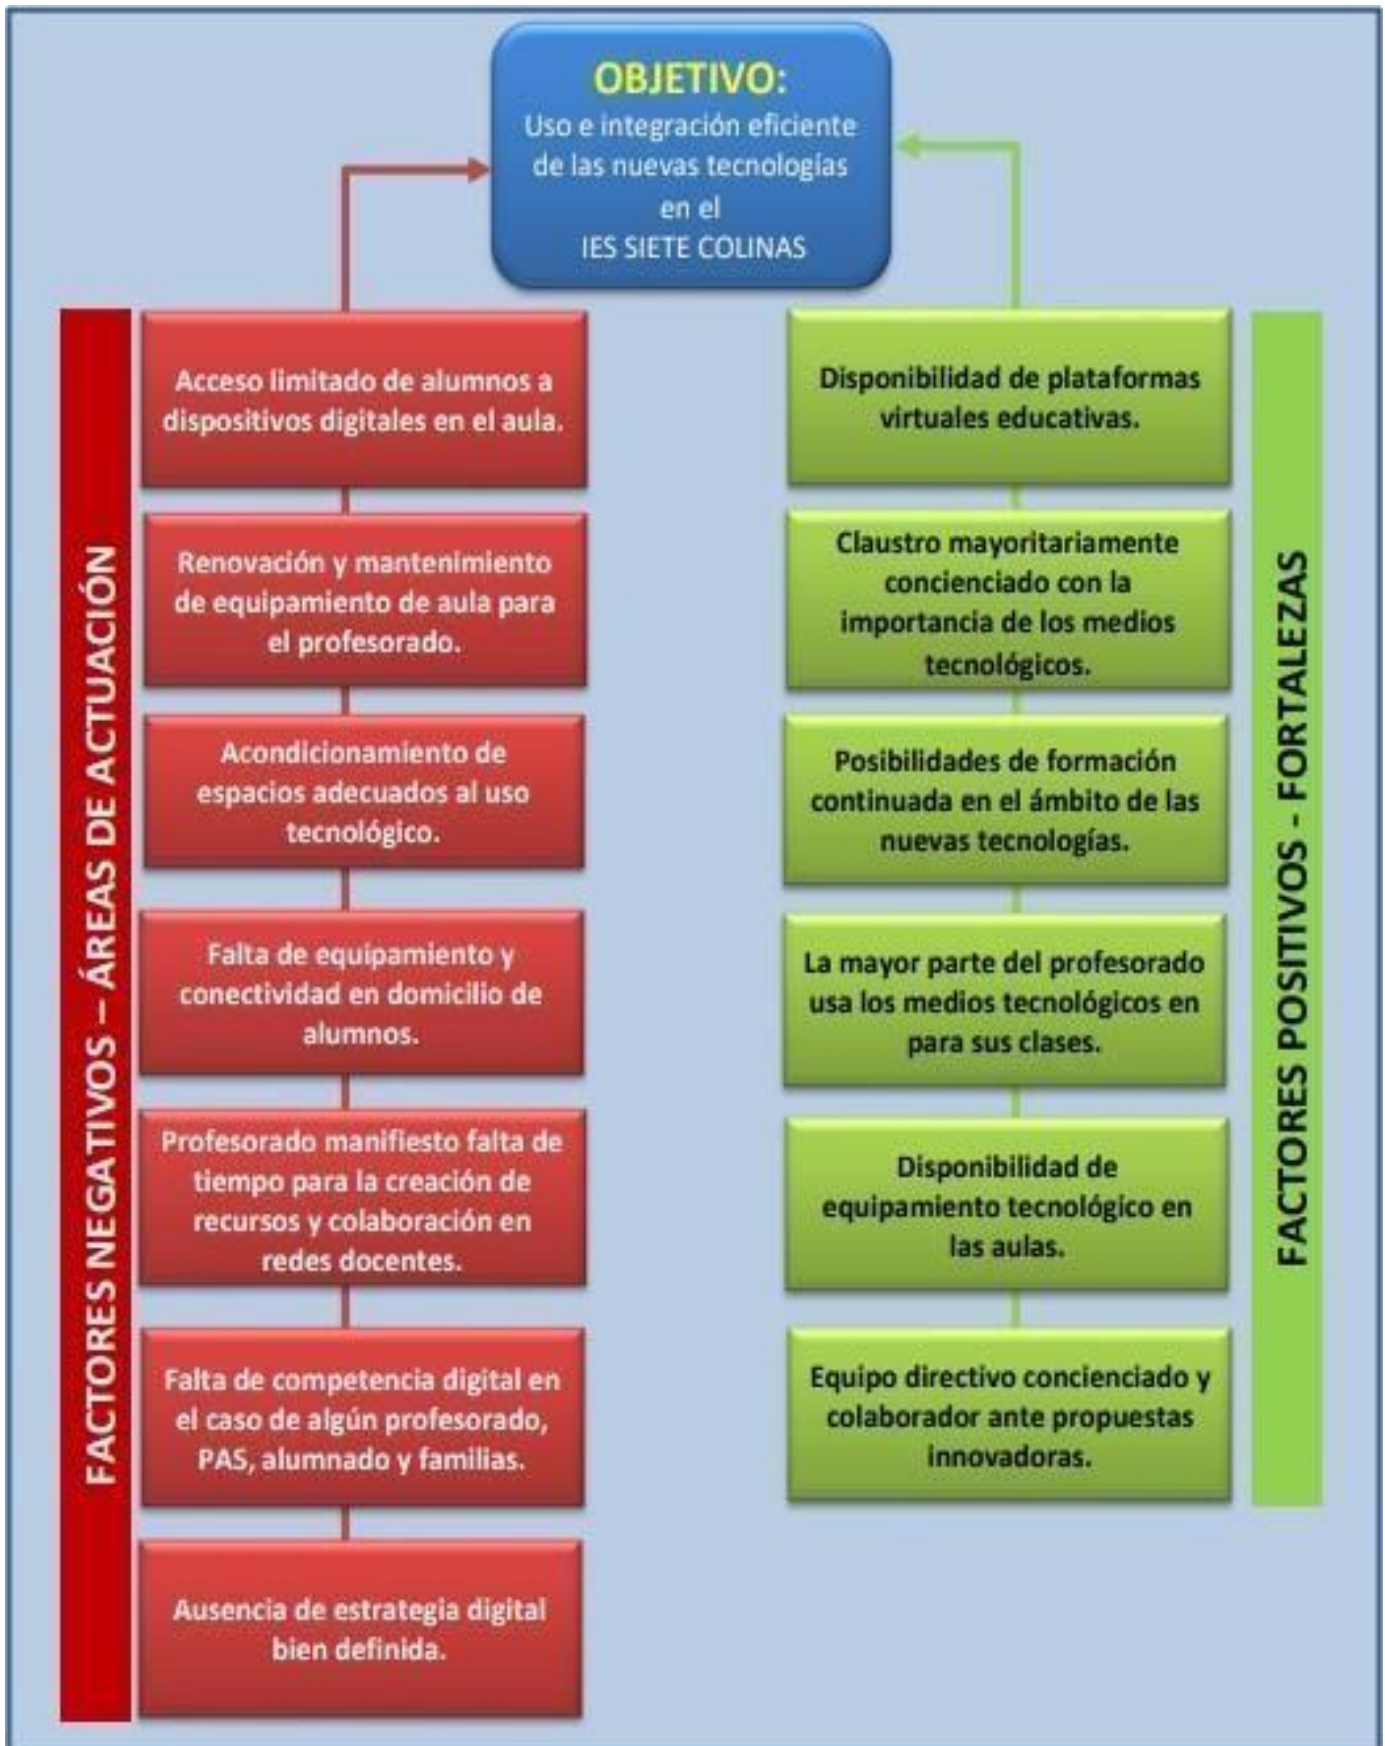 OBJETIVO:
Uso e integración eficiente
de las nuevas tecnologías
en el
IES SIETE COLINAS
FACTORES NEGATIVOS – ÁREAS DE ACTUACIÓN
Acceso limitado de alumnos a
dispositivos digitales en el aula.
Renovación y mantenimiento
de equipamiento de aula para
el profesorado.
Acondicionamiento de
espacios adecuados al uso
tecnológico.
Falta de equipamiento y
conectividad en domicilio de
alumnos.
Profesorado manifiesto falta de
tiempo para la creación de
recursos y colaboración en
redes docentes.
Falta de competencia digital en
el caso de algún profesorado,
PAS, alumnado y familias.
Ausencia de estrategia digital
bien definida.
Disponibilidad de plataformas
virtuales educativas.
Claustro mayoritariamente
concienciado con la
importancia de los medios
tecnológicos.
Posibilidades de formación
continuada en el ámbito de las
nuevas tecnologías.
La mayor parte del profesorado
usa los medios tecnológicos en
para sus clases.
Disponibilidad de
equipamiento tecnológico en
las aulas.
Equipo directivo concienciado y
colaborador ante propuestas
innovadoras.
FACTORES POSITIVOS - FORTALEZAS